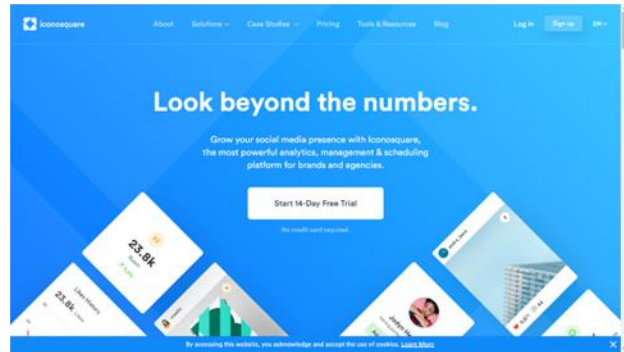 iconosquare
About Solutions Case Studies Pricing Tools & Resources Blog Log in Sign up EN
Look beyond the numbers.
Grow your social media presence with Iconosquare,
the most powerful analytics, management & scheduling
platform for brands and agencies.
Start 14-Day Free Trial
No credit card required
23.8k
Likes History
23.8k
By accessing this website, you acknowledge and accept the use of cookies. Learn More